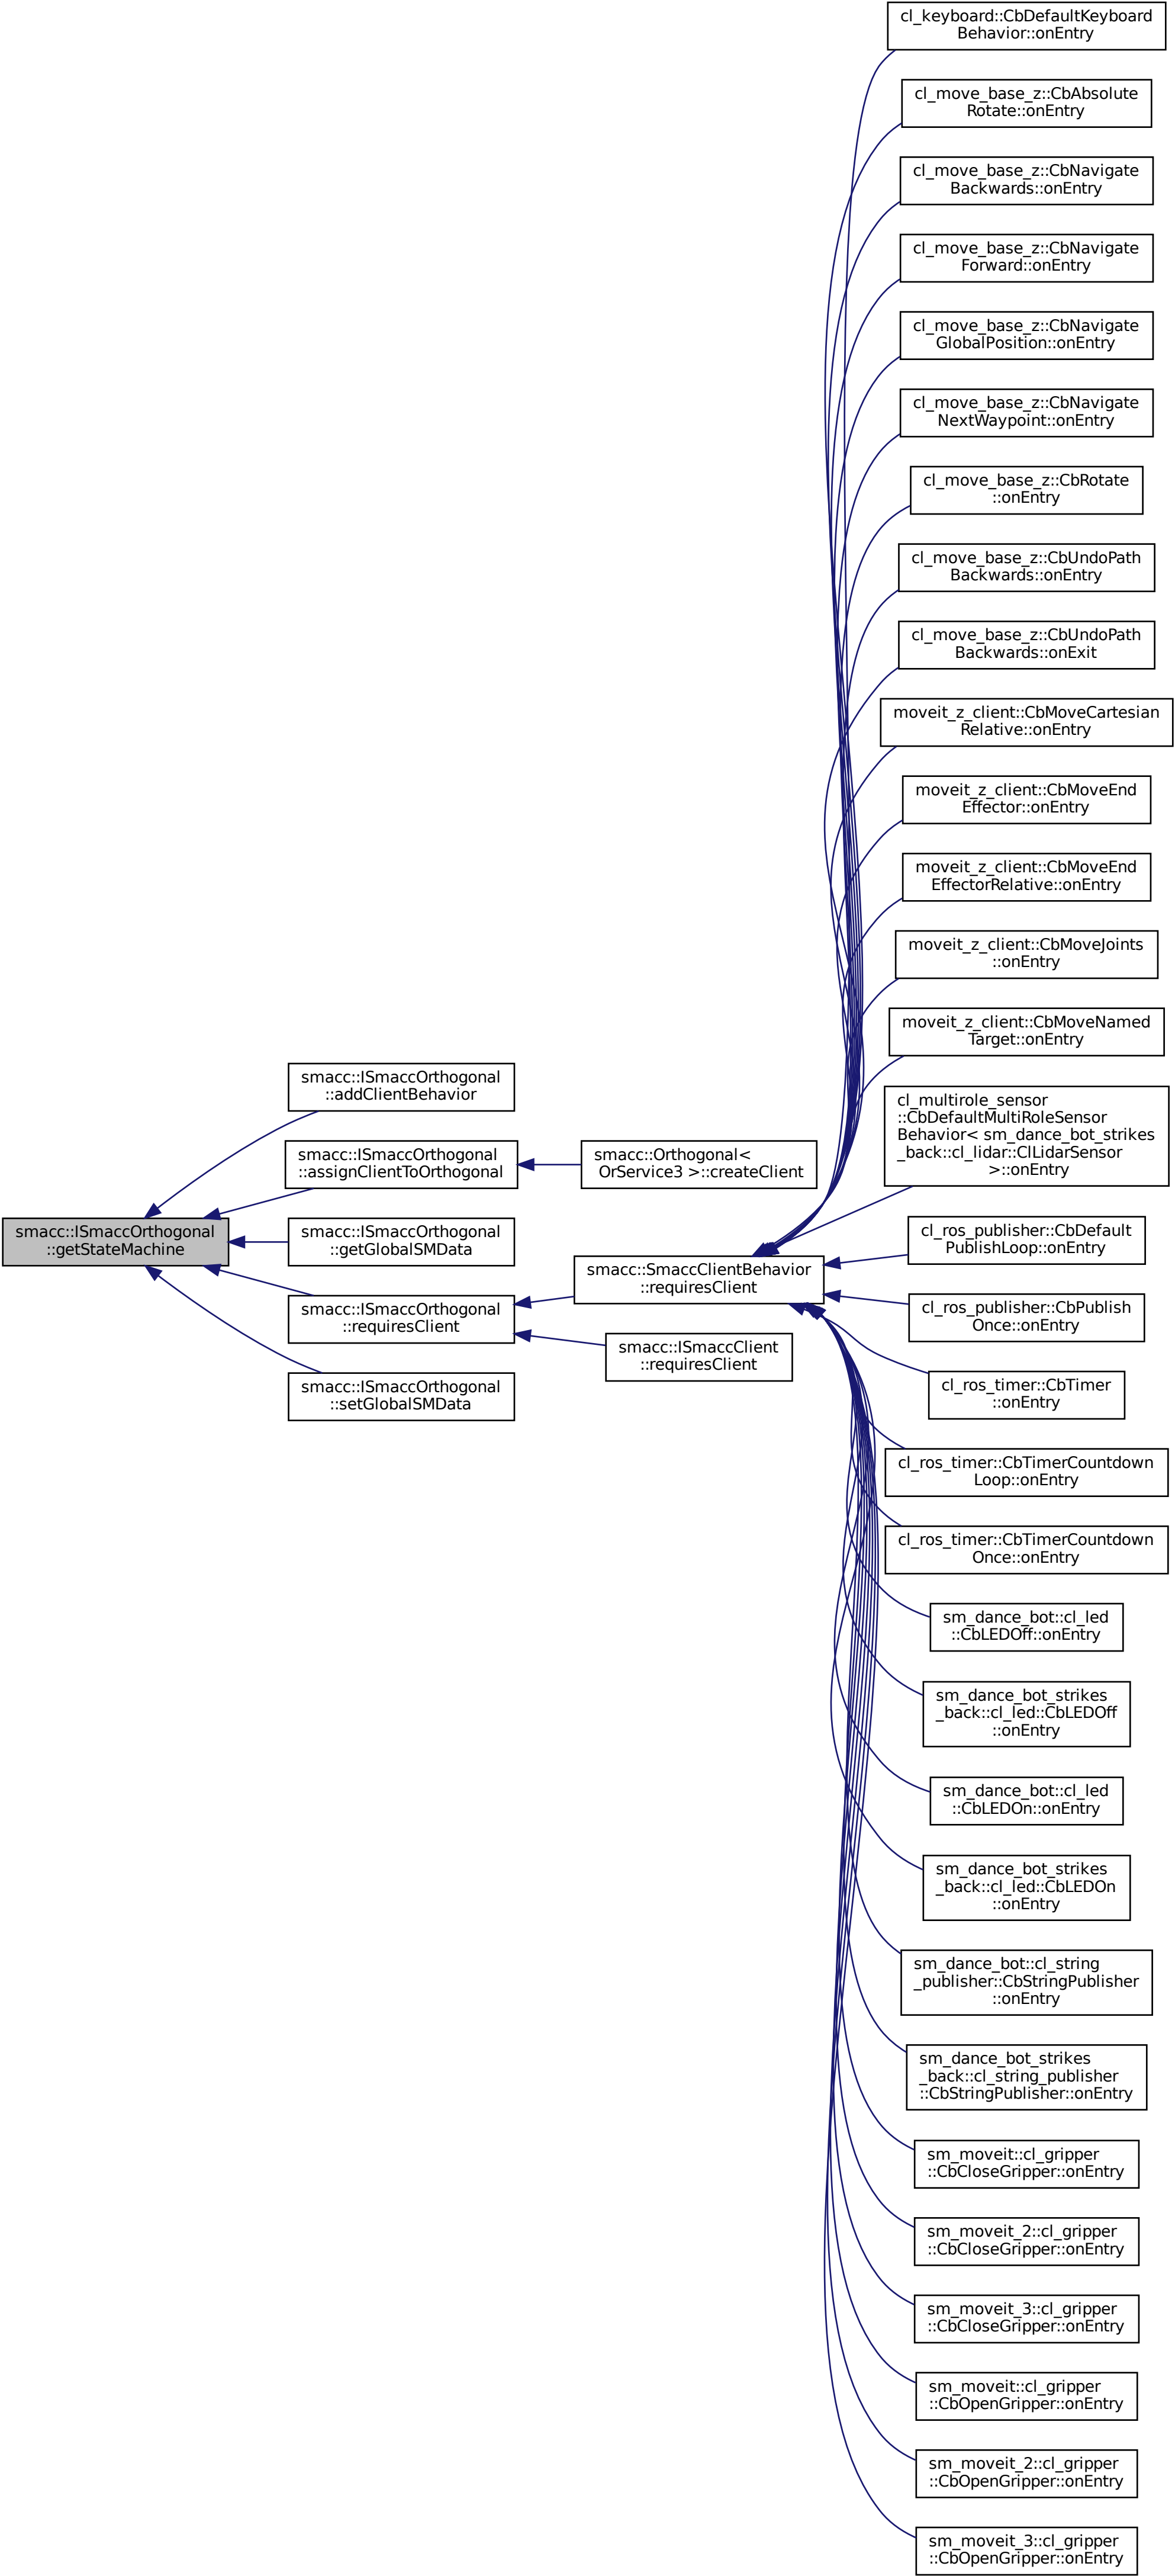 smacc::ISmaccOrthogonal
::getStateMachine
smacc::ISmaccOrthogonal
::addClientBehavior
smacc::ISmaccOrthogonal
::assignClientToOrthogonal
smacc::ISmaccOrthogonal
::getGlobalSMData
smacc::ISmaccOrthogonal
::requiresClient
smacc::ISmaccOrthogonal
::setGlobalSMData
smacc::Orthogonal<
OrService3 >::createClient
smacc::SmaccClientBehavior
::requiresClient
smacc::ISmaccClient
::requiresClient
cl_keyboard::CbDefaultKeyboard
Behavior::onEntry
cl_move_base_z::CbAbsolute
Rotate::onEntry
cl_move_base_z::CbNavigate
Backwards::onEntry
cl_move_base_z::CbNavigate
Forward::onEntry
cl_move_base_z::CbNavigate
GlobalPosition::onEntry
cl_move_base_z::CbNavigate
NextWaypoint::onEntry
cl_move_base_z::CbRotate
::onEntry
cl_move_base_z::CbUndoPath
Backwards::onEntry
cl_move_base_z::CbUndoPath
Backwards::onExit
moveit_z_client::CbMoveCartesian
Relative::onEntry
moveit_z_client::CbMoveEnd
Effector::onEntry
moveit_z_client::CbMoveEnd
EffectorRelative::onEntry
moveit_z_client::CbMoveJoints
::onEntry
moveit_z_client::CbMoveNamed
Target::onEntry
cl_multirole_sensor
::CbDefaultMultiRoleSensor
Behavior< sm_dance_bot_strikes
_back::cl_lidar::ClLidarSensor
>::onEntry
cl_ros_publisher::CbDefault
PublishLoop::onEntry
cl_ros_publisher::CbPublish
Once::onEntry
cl_ros_timer::CbTimer
::onEntry
cl_ros_timer::CbTimerCountdown
Loop::onEntry
cl_ros_timer::CbTimerCountdown
Once::onEntry
sm_dance_bot::cl_led
::CbLEDOff::onEntry
sm_dance_bot_strikes
_back::cl_led::CbLEDOff
::onEntry
sm_dance_bot::cl_led
::CbLEDOn::onEntry
sm_dance_bot_strikes
_back::cl_led::CbLEDOn
::onEntry
sm_dance_bot::cl_string
_publisher::CbStringPublisher
::onEntry
sm_dance_bot_strikes
_back::cl_string_publisher
::CbStringPublisher::onEntry
sm_moveit::cl_gripper
::CbCloseGripper::onEntry
sm_moveit_2::cl_gripper
::CbCloseGripper::onEntry
sm_moveit_3::cl_gripper
::CbCloseGripper::onEntry
sm_moveit::cl_gripper
::CbOpenGripper::onEntry
sm_moveit_2::cl_gripper
::CbOpenGripper::onEntry
sm_moveit_3::cl_gripper
::CbOpenGripper::onEntry